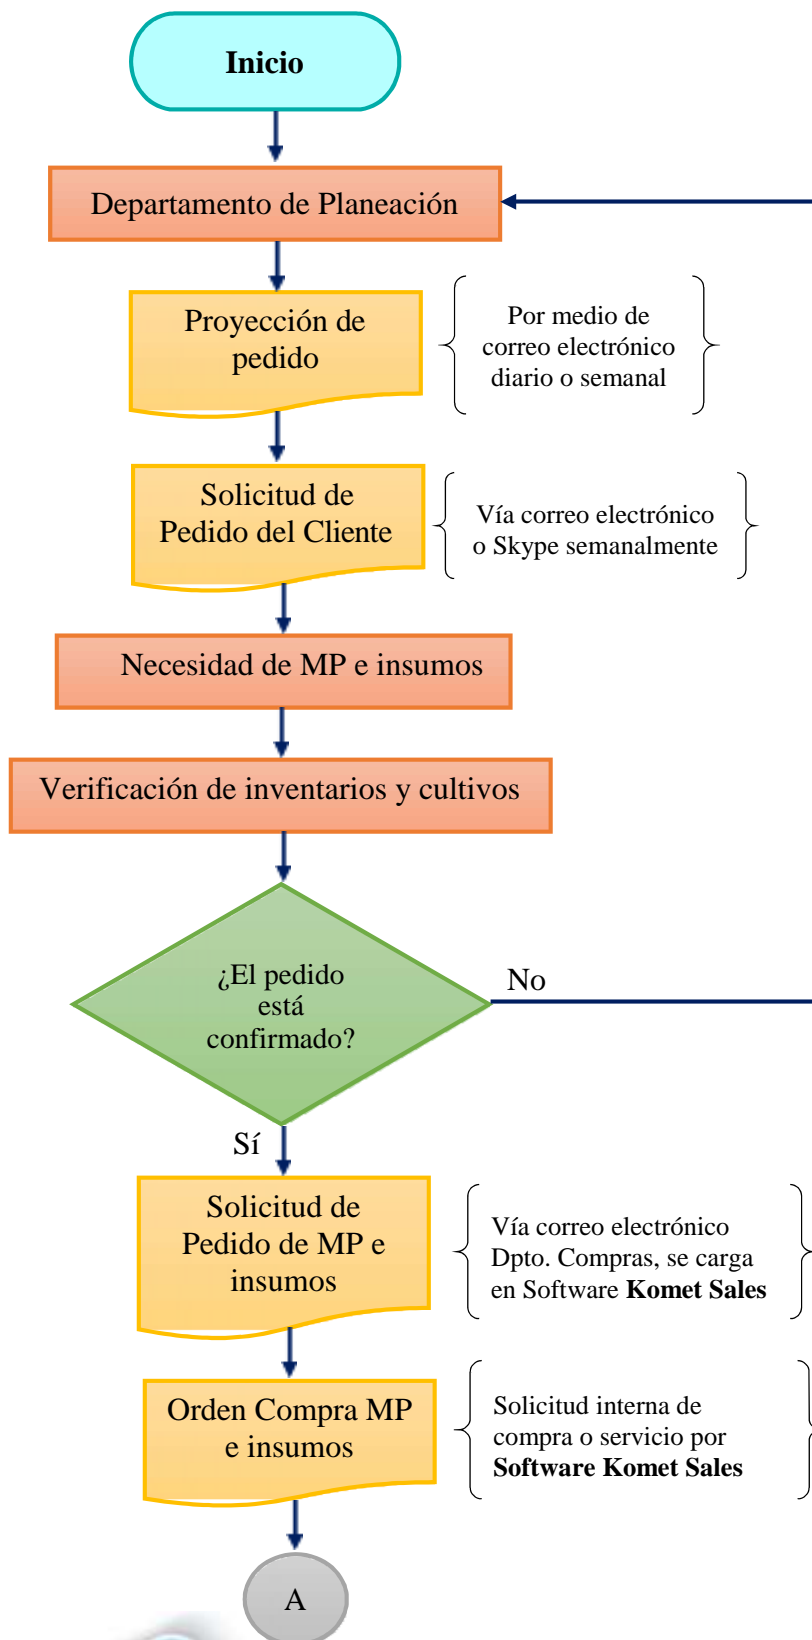 Inicio
Departamento de Planeación
Proyección de
pedido
Por medio de
correo electrónico
diario o semanal
Solicitud de
Pedido del Cliente
Vía correo electrónico
o Skype semanalmente
Necesidad de MP e insumos
Verificación de inventarios y cultivos
¿El pedido
está
confirmado?
No
Sí
Solicitud de
Pedido de MP e
insumos
Vía correo electrónico
Dpto. Compras, se carga
en Software Komet Sales
Orden Compra MP
e insumos
Solicitud interna de
compra o servicio por
Software Komet Sales
A